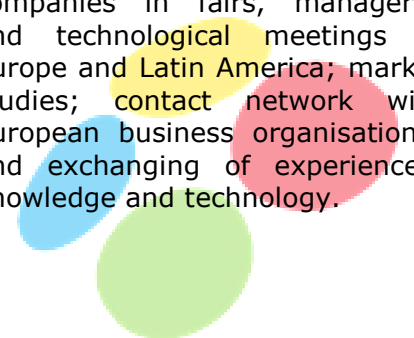 ompanies in fairs, manager
nd technological meetings
urope and Latin America; mark
udies; contact network wi
uropean business organisation
nd exchanging of experience
nowledge and technology.